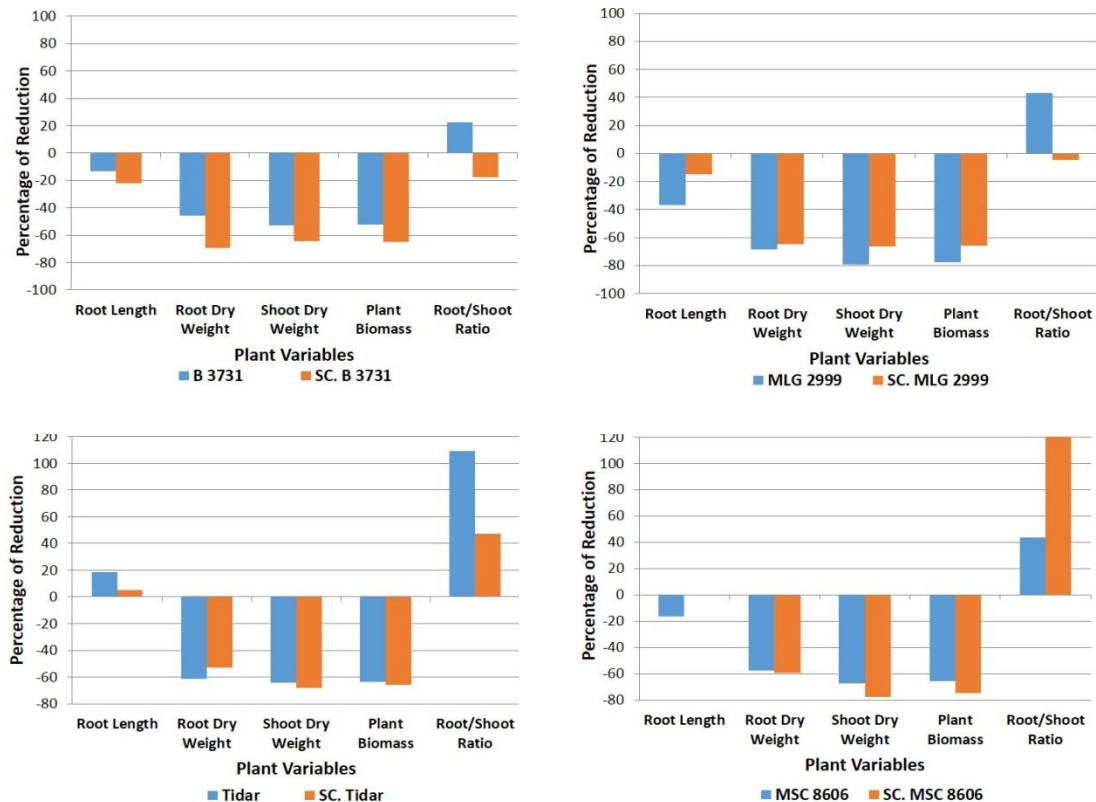 100
80
60
40
20
0
-20
-40
-60
-80
-100
Percentage of Reduction
Root Length Root Dry Shoot Dry Plant Root/Shoot
Weight Weight Biomass Ratio
Plant Variables
B 3731 SC. B 3731
100
80
60
40
20
0
-20
-40
-60
-80
-100
Percentage of Reduction
Root Length Root Dry Shoot Dry Plant Root/Shoot
Weight Weight Biomass Ratio
Plant Variables
MLG 2999 SC. MLG 2999
120
100
80
60
40
20
0
-20
-40
-60
-80
Percentage of Reduction
Root Length Root Dry Shoot Dry Plant Root/Shoot
Weight Weight Biomass Ratio
Plant Variables
Tidar SC. Tidar
120
100
80
60
40
20
0
-20
-40
-60
-80
Percentage of Reduction
Root Length Root Dry Shoot Dry Plant Root/Shoot
Weight Weight Biomass Ratio
Plant Variables
MSC 8606 SC. MSC 8606